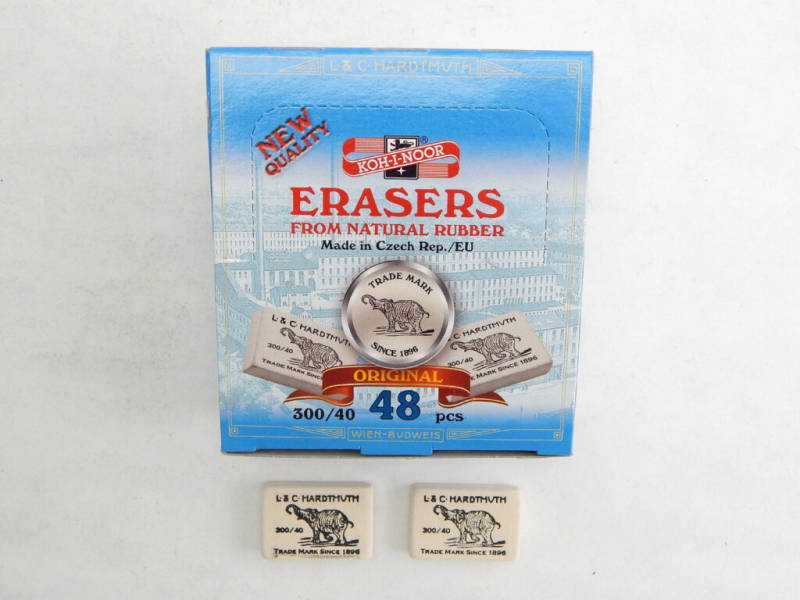 L & C · HARDTMUTH
NEW
QUALITY
KOH-I-NOOR
®
ERASERS
FROM NATURAL RUBBER
Made in Czech Rep./EU
TRADE MARK
SINCE 1896
L & C HARDTMUTH
300/40
TRADE MARK SINCE 1896
300/40
TRADE MARK SINCE 1896
ORIGINAL
300/40 48 pcs
WIEN-BUDWEIS
L & C · HARDTMUTH
300/40
TRADE MARK SINCE 1896
L & C · HARDTMUTH
300/40
TRADE MARK SINCE 1896